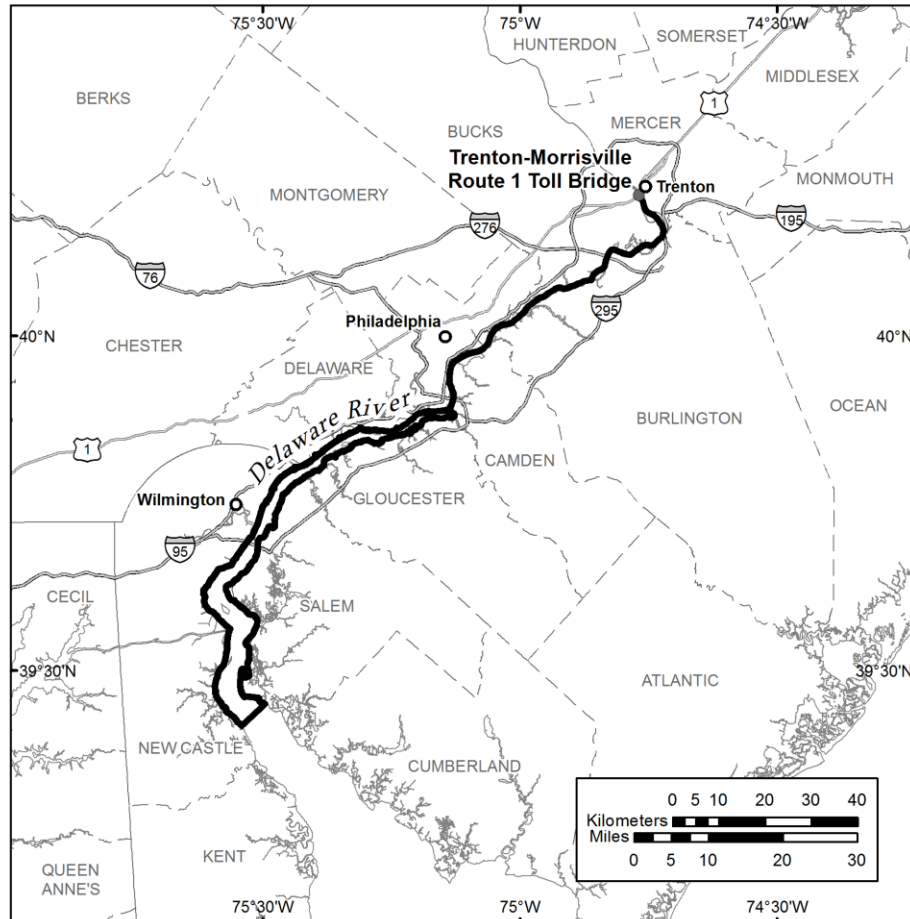 75°30'W
75°0'W
74°30'W
HUNTERDON
SOMERSET
MIDDLESEX
BERKS
1
BUCKS
MERCER
Trenton-Morrisville
Route 1 Toll Bridge
Trenton
MONTGOMERY
MONMOUTH
276
195
76
295
Philadelphia
40°N
40°N
CHESTER
DELAWARE
Delaware River
BURLINGTON
OCEAN
1
CAMDEN
Wilmington
GLOUCESTER
95
CECIL
SALEM
39°30'N
39°30'N
ATLANTIC
NEW CASTLE
CUMBERLAND
0 5 10 20 30 40
Kilometers
Miles
0 5 10 20 30
KENT
QUEEN
ANNE'S
75°30'W
75°0'W
74°30'W